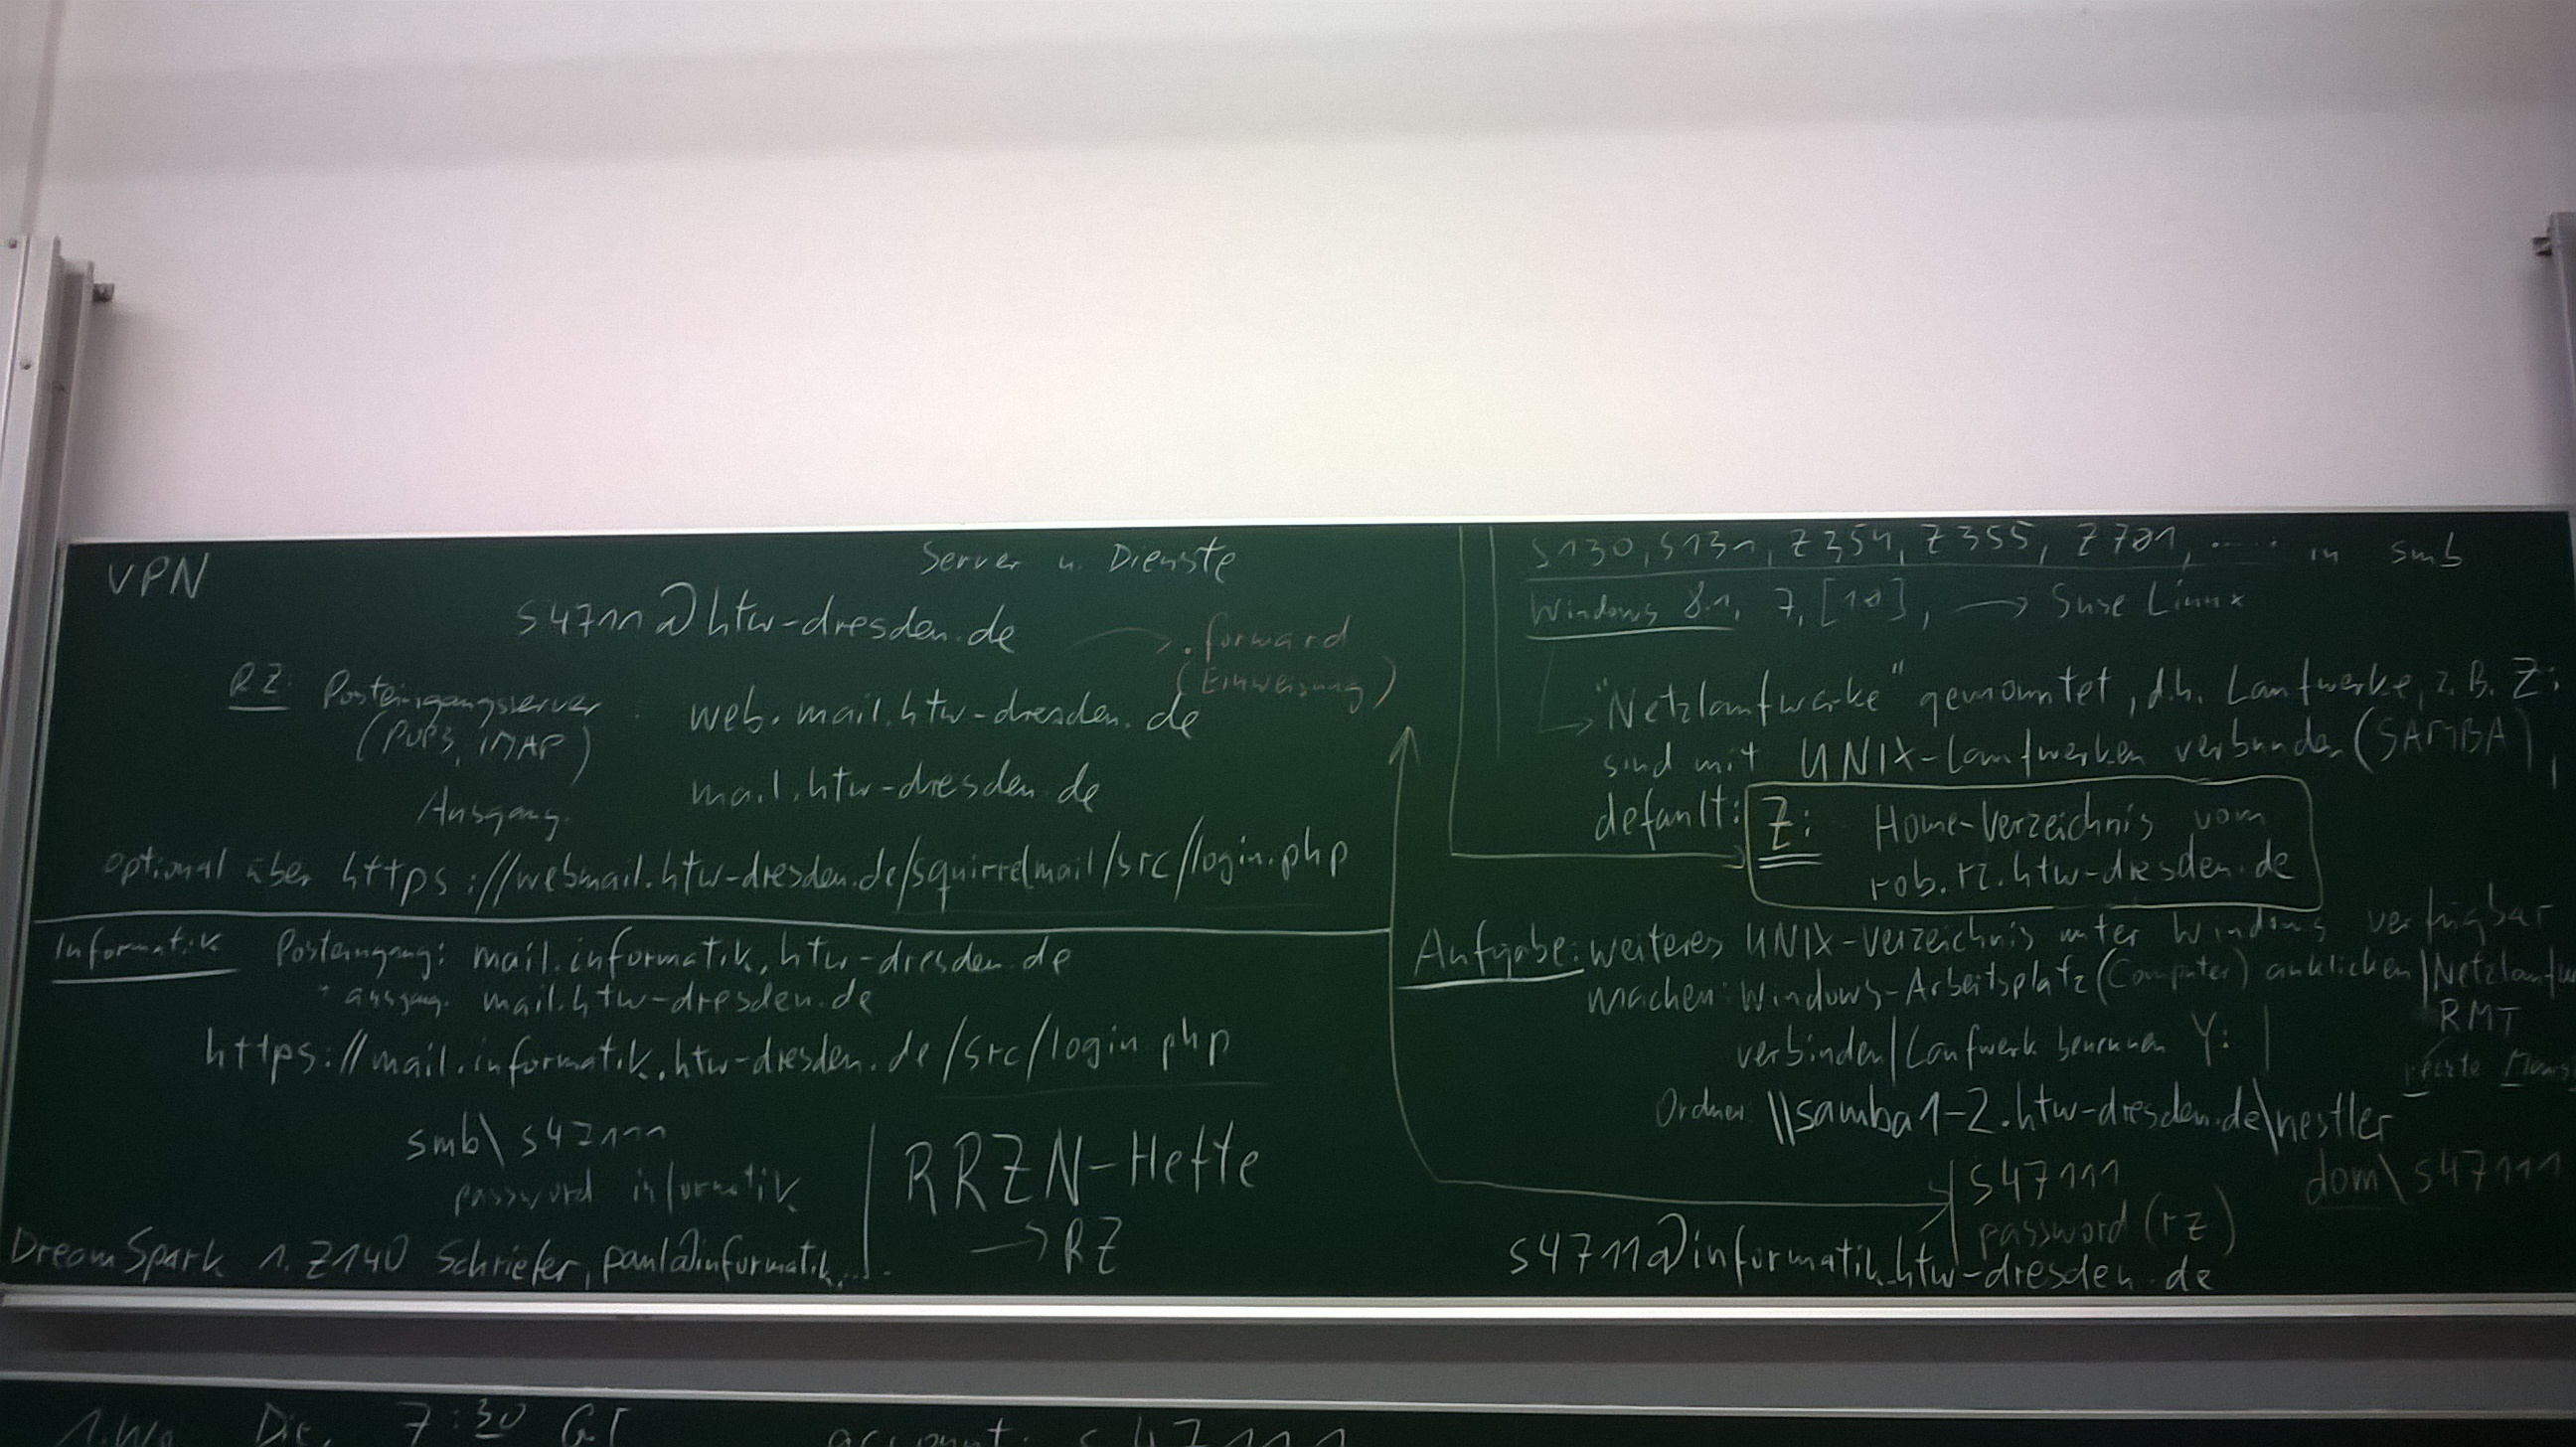 VPN
Server u. Dienste
s4711@htw-dresden.de → .forward
(Einweisung)
RZ: Posteingangsserver : web.mail.htw-dresden.de
(POP3, IMAP)
Ausgang. mail.htw-dresden.de
optional über https://webmail.htw-dresden.de/squirrelmail/src/login.php
Informatik Posteingang: mail.informatik.htw-dresden.de
" ausgang. mail.htw-dresden.de
https://mail.informatik.htw-dresden.de/src/login.php
smb\s47111
password informatik
RRZN-Hefte
→ RZ
DreamSpark 1. Z140 Schriefer, paul@informatik...
S130, S131, Z354, Z355, Z701, ...... in smb
Windows 8.1, 7, [10], → Suse Linux
"Netzlaufwerke" gemountet, d.h. Laufwerke, z.B. Z:
sind mit UNIX-Laufwerken verbunden (SAMBA),
default: Z: Home-Verzeichnis vom
rob.rz.htw-dresden.de
Aufgabe: weiteres UNIX-Verzeichnis unter Windows verfügbar
machen: Windows-Arbeitsplatz (Computer) anklicken | Netzlaufw
RMT
verbinden | Laufwerk benennen Y: |
rechte Maus
Ordner \\samba1-2.htw-dresden.de\nestler
s47111 dom\s47111
password (rz)
s4711@informatik.htw-dresden.de
Die, 7:30 GI
account: s47111